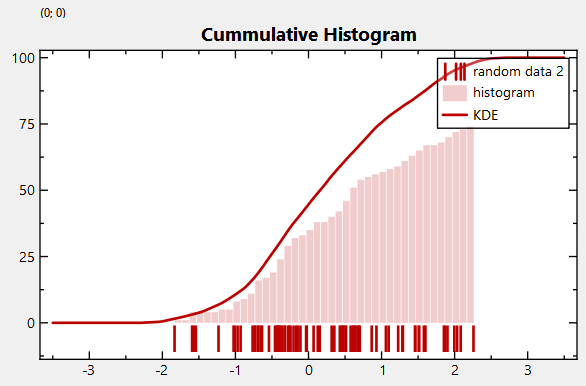 (0; 0)
Cummulative Histogram
100
75
50
25
0
random data 2
histogram
KDE
-3 -2 -1 0 1 2 3